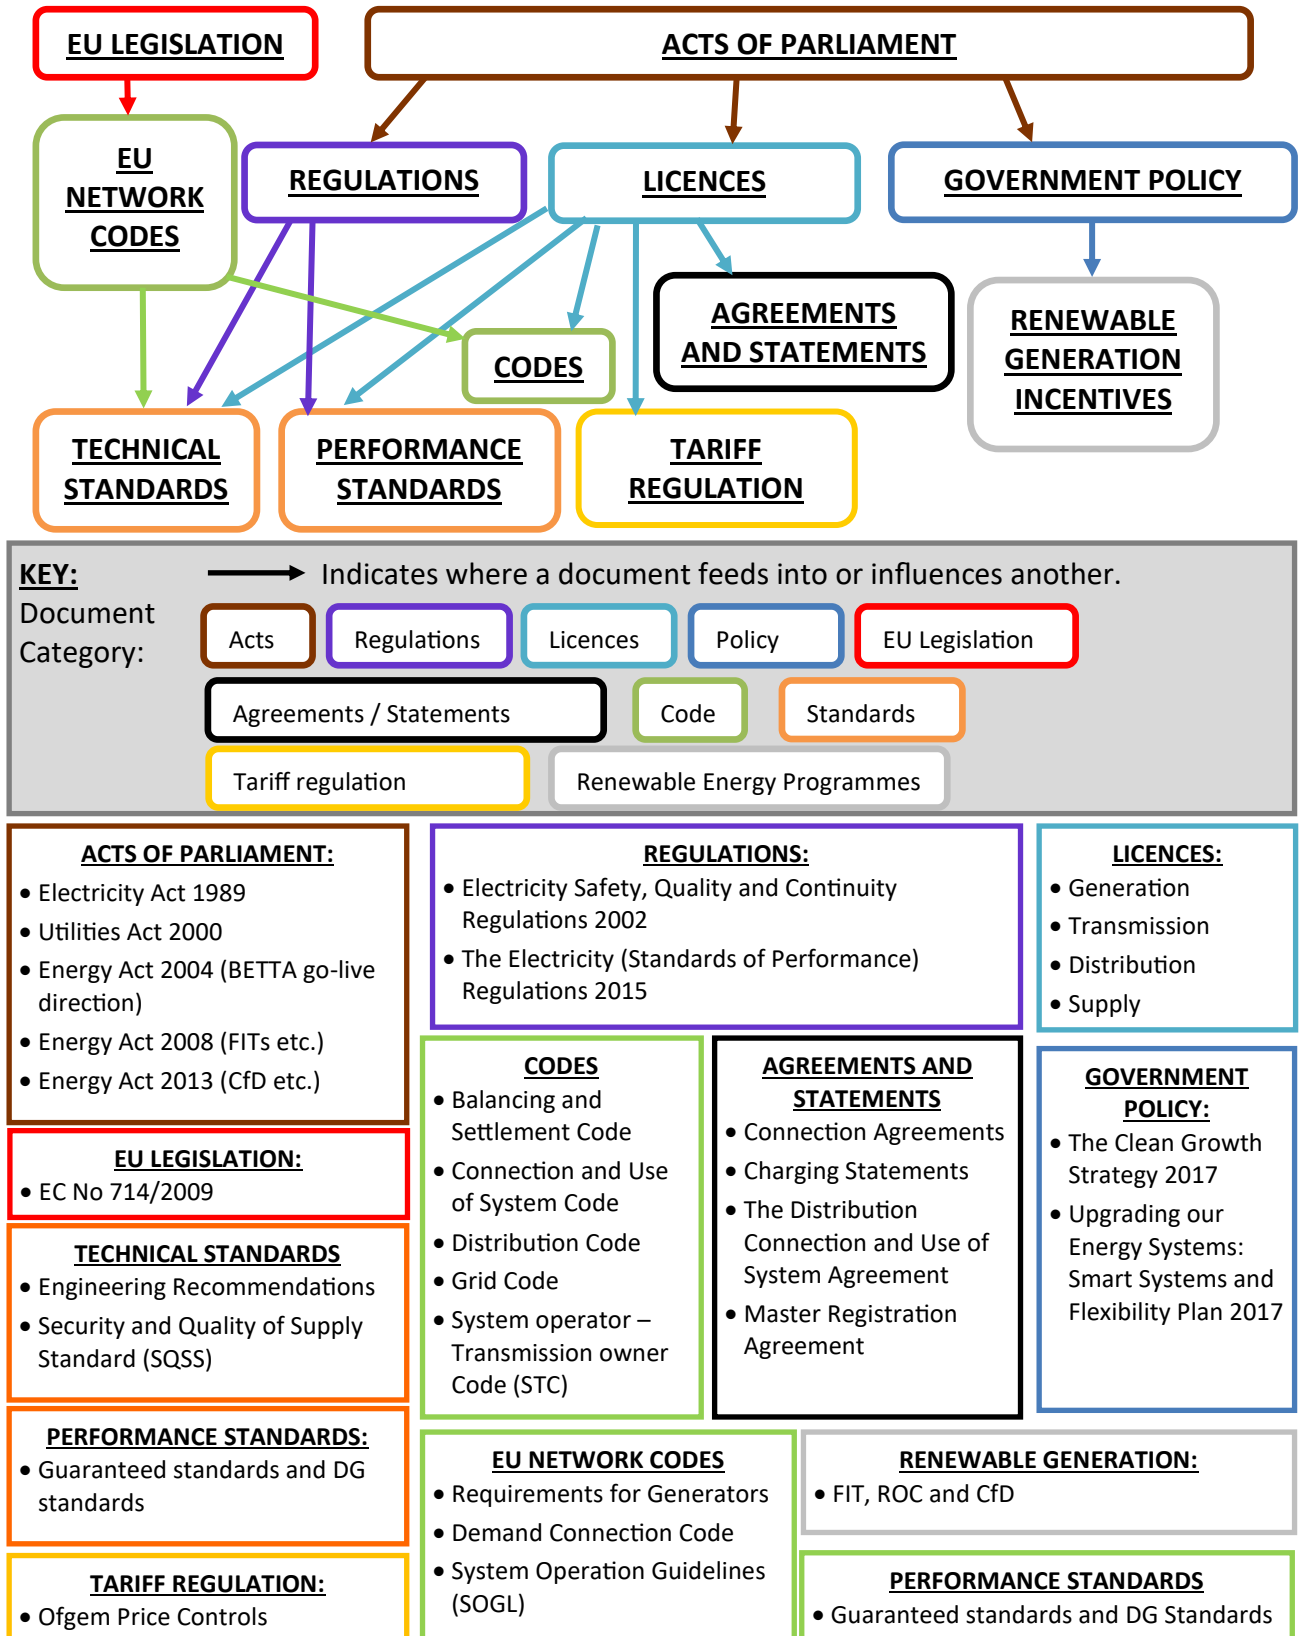 EU LEGISLATION
ACTS OF PARLIAMENT
EU
NETWORK
CODES
REGULATIONS
LICENCES
GOVERNMENT POLICY
AGREEMENTS
AND STATEMENTS
RENEWABLE
GENERATION
INCENTIVES
CODES
TECHNICAL
STANDARDS
PERFORMANCE
STANDARDS
TARIFF
REGULATION
KEY:
Indicates where a document feeds into or influences another.
Document
Category:
Acts
Regulations
Licences
Policy
EU Legislation
Agreements / Statements
Code
Standards
Tariff regulation
Renewable Energy Programmes
ACTS OF PARLIAMENT:
• Electricity Act 1989
• Utilities Act 2000
• Energy Act 2004 (BETTA go-live
direction)
• Energy Act 2008 (FITs etc.)
• Energy Act 2013 (CfD etc.)
REGULATIONS:
• Electricity Safety, Quality and Continuity
Regulations 2002
• The Electricity (Standards of Performance)
Regulations 2015
LICENCES:
• Generation
• Transmission
• Distribution
• Supply
EU LEGISLATION:
• EC No 714/2009
CODES
• Balancing and
Settlement Code
• Connection and Use
of System Code
• Distribution Code
• Grid Code
• System operator –
Transmission owner
Code (STC)
AGREEMENTS AND
STATEMENTS
• Connection Agreements
• Charging Statements
• The Distribution
Connection and Use of
System Agreement
• Master Registration
Agreement
GOVERNMENT
POLICY:
• The Clean Growth
Strategy 2017
• Upgrading our
Energy Systems:
Smart Systems and
Flexibility Plan 2017
TECHNICAL STANDARDS
• Engineering Recommendations
• Security and Quality of Supply
Standard (SQSS)
PERFORMANCE STANDARDS:
• Guaranteed standards and DG
standards
EU NETWORK CODES
• Requirements for Generators
• Demand Connection Code
• System Operation Guidelines
(SOGL)
RENEWABLE GENERATION:
• FIT, ROC and CfD
TARIFF REGULATION:
• Ofgem Price Controls
PERFORMANCE STANDARDS
• Guaranteed standards and DG Standards